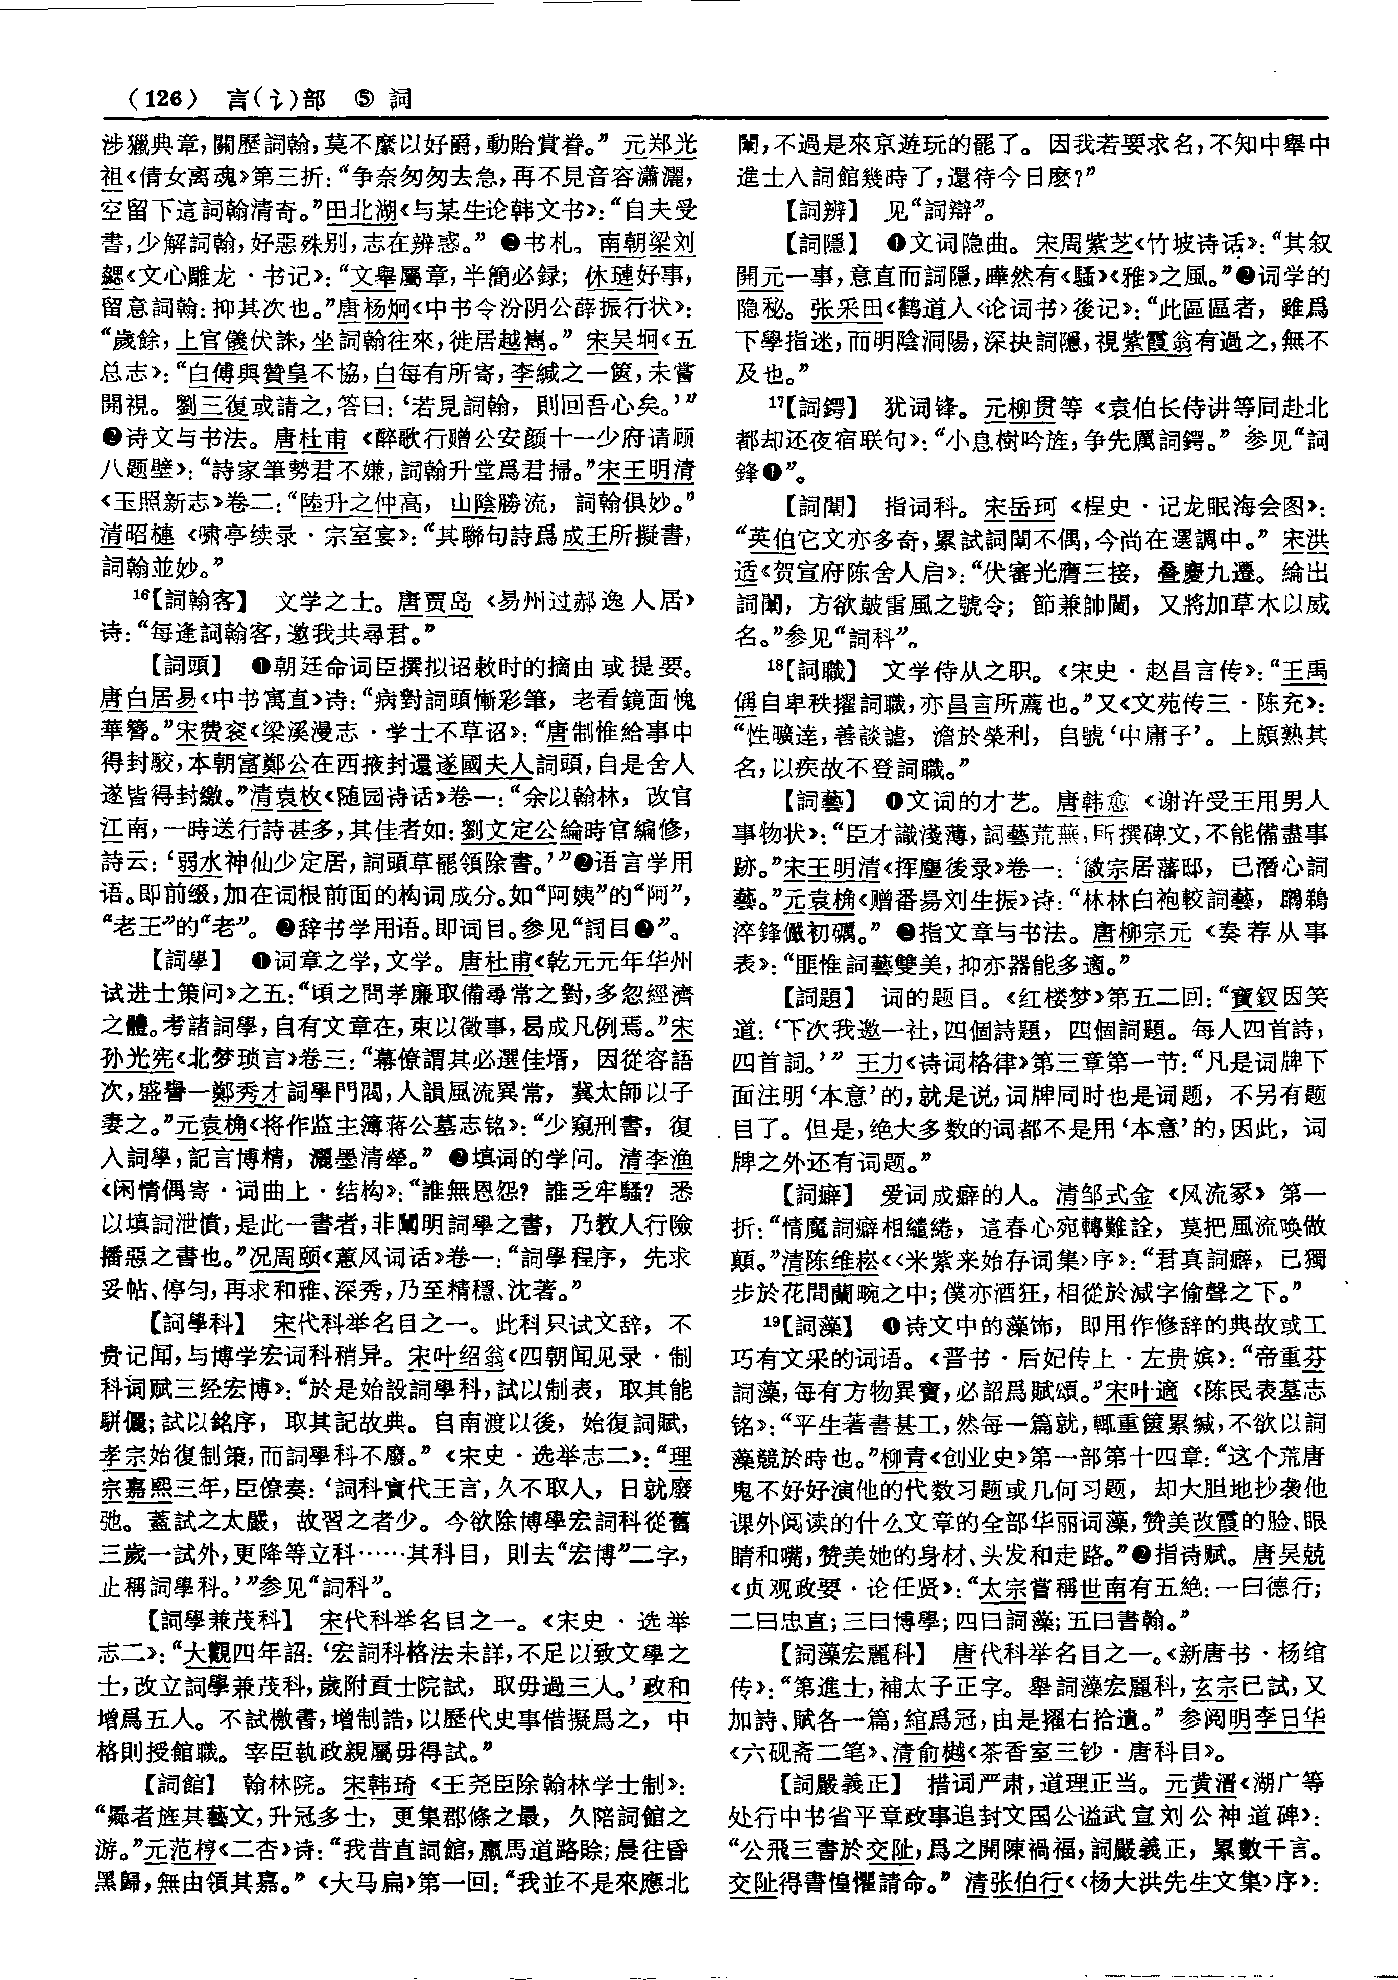 （126） 言(讠)部 ⑤ 詞
涉獵典章，關歷詞翰，莫不縻以好爵，動貽賞眷。” 元郑光
祖《倩女离魂》第三折：“争奈匆匆去急，再不見音容瀟灑，
空留下這詞翰清奇。”田北湖《与某生论韩文书》：“自夫受
書，少解詞翰，好惡殊别，志在辨惑。” ❷书札。 南朝梁刘
勰《文心雕龙·书记》：“文舉屬章，半簡必録； 休璉好事，
留意詞翰：抑其次也。”唐杨炯《中书令汾阴公薛振行状》：
“歲餘，上官儀伏誅，坐詞翰往來，徙居越巂。” 宋吴坰《五
总志》：“白傅與贊皇不協，白每有所寄，李緘之一篋，未嘗
開視。 劉三復或請之，答曰：‘若見詞翰， 則回吾心矣。’”
❸诗文与书法。 唐杜甫 《醉歌行赠公安颜十一少府请顾
八题壁》：“詩家筆勢君不嫌，詞翰升堂爲君掃。”宋王明清
《玉照新志》卷二：“陸升之仲高， 山陰勝流， 詞翰俱妙。”
清昭槤 《啸亭续录·宗室宴》：“其聯句詩爲成王所擬書，
詞翰並妙。”
16【詞翰客】 文学之士。唐贾岛 《易州过郝逸人居》
诗：“每逢詞翰客，邀我共尋君。”
【詞頭】 ❶朝廷命词臣撰拟诏敕时的摘由或提要。
唐白居易《中书寓直》诗：“病對詞頭慚彩筆， 老看鏡面愧
華簪。”宋费衮《梁溪漫志·学士不草诏》：“唐制惟給事中
得封駮，本朝富鄭公在西掖封還遂國夫人詞頭，自是舍人
遂皆得封繳。”清袁枚《随园诗话》卷一：“余以翰林， 改官
江南，一時送行詩甚多，其佳者如：劉文定公綸時官編修，
詩云：‘弱水神仙少定居，詞頭草罷領除書。’”❷语言学用
语。即前缀，加在词根前面的构词成分。如“阿姨”的“阿”，
“老王”的“老”。 ❸辞书学用语。即词目。参见“詞目❷”。
【詞學】 ❶词章之学，文学。 唐杜甫《乾元元年华州
试进士策问》之五：“頃之問孝廉取備尋常之對，多忽經濟
之體。考諸詞學，自有文章在，束以徵事，曷成凡例焉。”宋
孙光宪《北梦琐言》卷三：“幕僚謂其必選佳壻， 因從容語
次，盛譽一鄭秀才詞學門閥，人韻風流異常， 冀太師以子
妻之。”元袁桷《将作监主簿蒋公墓志铭》：“少窺刑書， 復
入詞學，記言博精， 灑墨清犖。” ❷填词的学问。 清李渔
《闲情偶寄·词曲上·结构》：“誰無恩怨？ 誰乏牢騷？ 悉
以填詞泄憤，是此一書者，非闡明詞學之書， 乃教人行險
播惡之書也。”况周颐《蕙风词话》卷一：“詞學程序， 先求
妥帖、停匀，再求和雅、深秀，乃至精穩、沈著。”
【詞學科】 宋代科举名目之一。此科只试文辞， 不
贵记闻，与博学宏词科稍异。 宋叶绍翁《四朝闻见录·制
科词赋三经宏博》：“於是始設詞學科，試以制表， 取其能
駢儷；試以銘序， 取其記故典。 自南渡以後， 始復詞賦，
孝宗始復制策，而詞學科不廢。” 《宋史·选举志二》：“理
宗嘉熙三年，臣僚奏：‘詞科實代王言，久不取人， 日就廢
弛。 蓋試之太嚴， 故習之者少。 今欲除博學宏詞科從舊
三歲一試外，更降等立科……其科目， 則去“宏博”二字，
止稱詞學科。’”参见“詞科”。
【詞學兼茂科】 宋代科举名目之一。《宋史·选举
志二》：“大觀四年詔：‘宏詞科格法未詳，不足以致文學之
士，改立詞學兼茂科，歲附貢士院試， 取毋過三人。’政和
增爲五人。 不試檄書，增制誥，以歷代史事借擬爲之， 中
格則授館職。 宰臣執政親屬毋得試。”
【詞館】 翰林院。 宋韩琦 《王尧臣除翰林学士制》：
“曏者旌其藝文，升冠多士， 更集郡條之最， 久陪詞館之
游。”元范梈《二杏》诗：“我昔直詞館，羸馬道路賒；晨往昏
黑歸，無由領其嘉。” 《大马扁》第一回：“我並不是來應北
闈，不過是來京遊玩的罷了。 因我若要求名，不知中舉中
進士入詞館幾時了，還待今日麽？”
【詞辨】 见“詞辯”。
【詞隱】 ❶文词隐曲。 宋周紫芝《竹坡诗话》：“其叙
開元一事，意直而詞隱，曄然有《騷》《雅》之風。”❷词学的
隐秘。 张采田《鹤道人〈论词书〉後记》：“此區區者， 雖爲
下學指迷，而明陰洞陽，深抉詞隱，視紫霞翁有過之，無不
及也。”
17【詞鍔】 犹词锋。 元柳贯等 《袁伯长侍讲等同赴北
都却还夜宿联句》：“小息樹吟旌，争先厲詞鍔。” 参见“詞
鋒❶”。
【詞闈】 指词科。 宋岳珂 《桯史·记龙眠海会图》：
“英伯它文亦多奇，累試詞闈不偶，今尚在選調中。” 宋洪
适《贺宣府陈舍人启》：“伏審光膺三接， 叠慶九遷。 綸出
詞闈， 方欲皷雷風之號令； 節兼帥閫， 又將加草木以威
名。”参见“詞科”。
18【詞職】 文学侍从之职。《宋史·赵昌言传》：“王禹
偁自卑秩擢詞職，亦昌言所薦也。”又《文苑传三·陈充》：
“性曠達，善談謔， 澹於榮利， 自號‘中庸子’。 上頗熟其
名，以疾故不登詞職。”
【詞藝】 ❶文词的才艺。 唐韩愈 《谢许受王用男人
事物状》：“臣才識淺薄，詞藝荒蕪，所撰碑文，不能備盡事
跡。”宋王明清《挥麈後录》卷一：“徽宗居藩邸， 已潛心詞
藝。”元袁桷《赠番昜刘生振》诗：“林林白袍較詞藝， 鸊鵜
淬鋒儼初礪。” ❷指文章与书法。 唐柳宗元 《奏荐从事
表》：“匪惟詞藝雙美，抑亦器能多適。”
【詞題】 词的题目。《红楼梦》第五二回：“寶釵因笑
道：‘下次我邀一社，四個詩題， 四個詞題。 每人四首詩，
四首詞。’” 王力《诗词格律》第三章第一节：“凡是词牌下
面注明‘本意’的，就是说，词牌同时也是词题， 不另有题
目了。 但是，绝大多数的词都不是用‘本意’的，因此， 词
牌之外还有词题。”
【詞癖】 爱词成癖的人。 清邹式金 《风流冢》 第一
折：“情魔詞癖相繾綣， 這春心宛轉難詮， 莫把風流唤做
顛。”清陈维崧《〈米紫来始存词集〉序》：“君真詞癖， 已獨
步於花間蘭畹之中；僕亦酒狂，相從於減字偷聲之下。”
19【詞藻】 ❶诗文中的藻饰， 即用作修辞的典故或工
巧有文采的词语。《晋书·后妃传上·左贵嫔》：“帝重芬
詞藻，每有方物異寶，必詔爲賦頌。”宋叶適 《陈民表墓志
铭》：“平生著書甚工，然每一篇就，輒重篋累緘，不欲以詞
藻競於時也。”柳青《创业史》第一部第十四章：“这个荒唐
鬼不好好演他的代数习题或几何习题， 却大胆地抄袭他
课外阅读的什么文章的全部华丽词藻，赞美改霞的脸、眼
睛和嘴，赞美她的身材、头发和走路。”❷指诗赋。 唐吴兢
《贞观政要·论任贤》：“太宗嘗稱世南有五絶：一曰德行；
二曰忠直；三曰博學；四曰詞藻；五曰書翰。”
【詞藻宏麗科】 唐代科举名目之一。《新唐书·杨绾
传》：“第進士，補太子正字。 舉詞藻宏麗科，玄宗已試，又
加詩、賦各一篇，綰爲冠，由是擢右拾遺。” 参阅明李日华
《六砚斋二笔》、清俞樾《茶香室三钞·唐科目》。
【詞嚴義正】 措词严肃，道理正当。 元黄溍《湖广等
处行中书省平章政事追封文国公谥武宣刘公神道碑》：
“公飛三書於交阯，爲之開陳禍福，詞嚴義正， 累數千言。
交阯得書惶懼請命。” 清张伯行《〈杨大洪先生文集〉序》：